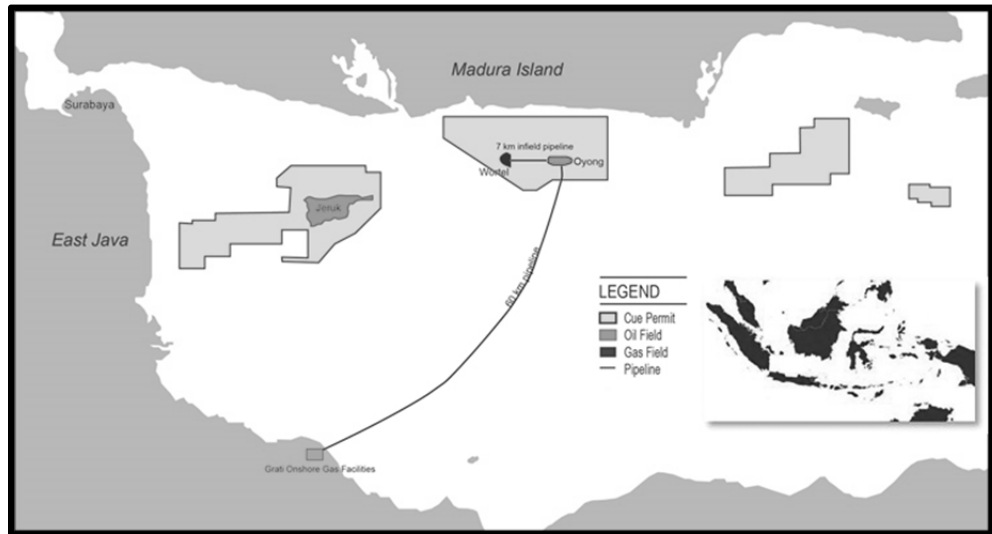 Madura Island
Surabaya
7 km infield pipeline
Wortel
Oyong
Jeruk
East Java
60 km pipeline
LEGEND
Cue Permit
Oil Field
Gas Field
Pipeline
Grati Onshore Gas Facilities